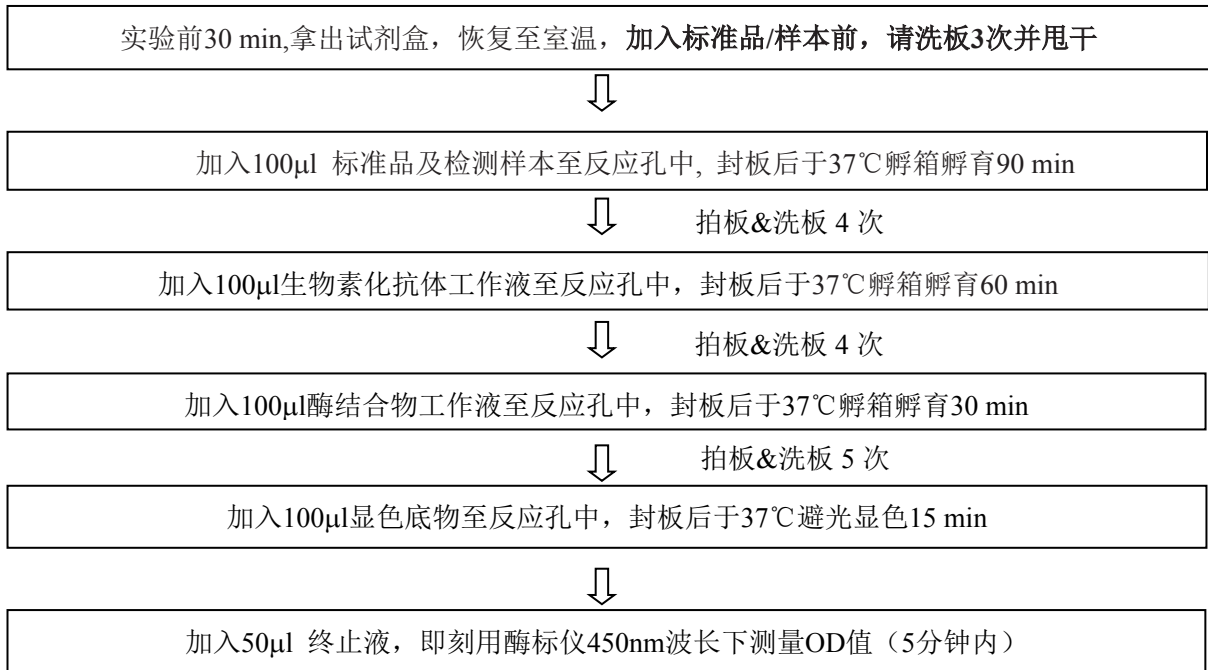 实验前30 min,拿出试剂盒，恢复至室温，加入标准品/样本前，请洗板3次并甩干
加入100μl 标准品及检测样本至反应孔中, 封板后于37℃孵箱孵育90 min
拍板&洗板 4 次
加入100μl生物素化抗体工作液至反应孔中，封板后于37℃孵箱孵育60 min
拍板&洗板 4 次
加入100μl酶结合物工作液至反应孔中，封板后于37℃孵箱孵育30 min
拍板&洗板 5 次
加入100μl显色底物至反应孔中，封板后于37℃避光显色15 min
加入50μl 终止液，即刻用酶标仪450nm波长下测量OD值（5分钟内）